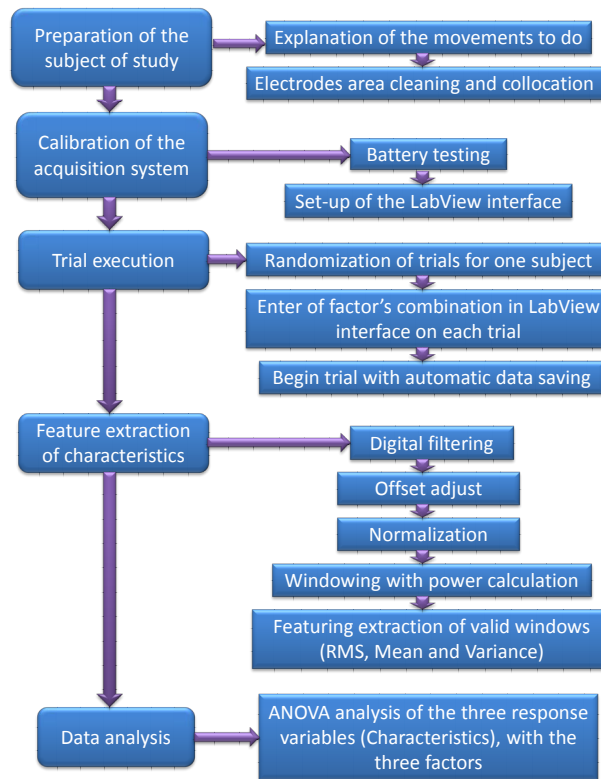 Preparation of the
subject of study
Explanation of the movements to do
Electrodes area cleaning and collocation
Calibration of the
acquisition system
Battery testing
Set-up of the LabView interface
Trial execution
Randomization of trials for one subject
Enter of factor's combination in LabView
interface on each trial
Begin trial with automatic data saving
Feature extraction
of characteristics
Digital filtering
Offset adjust
Normalization
Windowing with power calculation
Featuring extraction of valid windows
(RMS, Mean and Variance)
Data analysis
ANOVA analysis of the three response
variables (Characteristics), with the
three factors